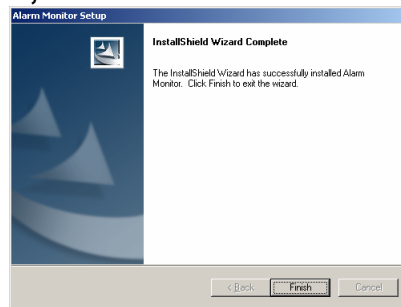 Alarm Monitor Setup
InstallShield Wizard Complete
The InstallShield Wizard has successfully installed Alarm
Monitor. Click Finish to exit the wizard.
< Back
Finish
Cancel